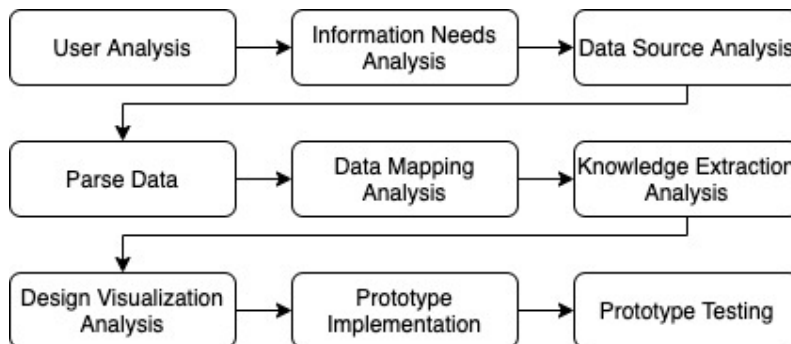 User Analysis
Information Needs
Analysis
Data Source Analysis
Parse Data
Data Mapping
Analysis
Knowledge Extraction
Analysis
Design Visualization
Analysis
Prototype
Implementation
Prototype Testing